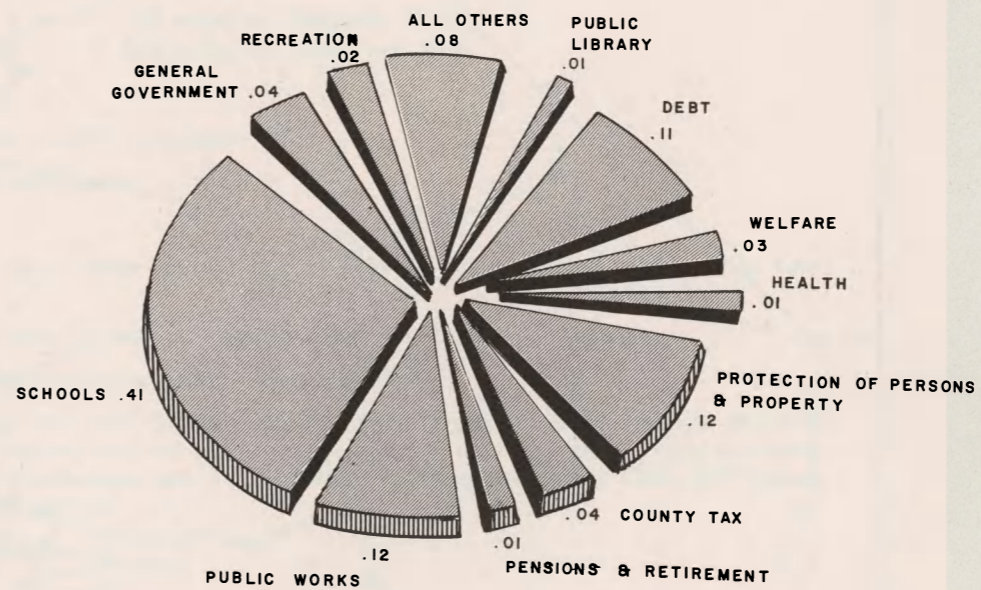 ALL OTHERS
.08
PUBLIC
LIBRARY
.01
RECREATION
.02
GENERAL
GOVERNMENT .04
DEBT
.11
WELFARE
.03
HEALTH
.01
PROTECTION OF PERSONS
& PROPERTY
.12
SCHOOLS .41
.04 COUNTY TAX
.01
PENSIONS & RETIREMENT
.12
PUBLIC WORKS